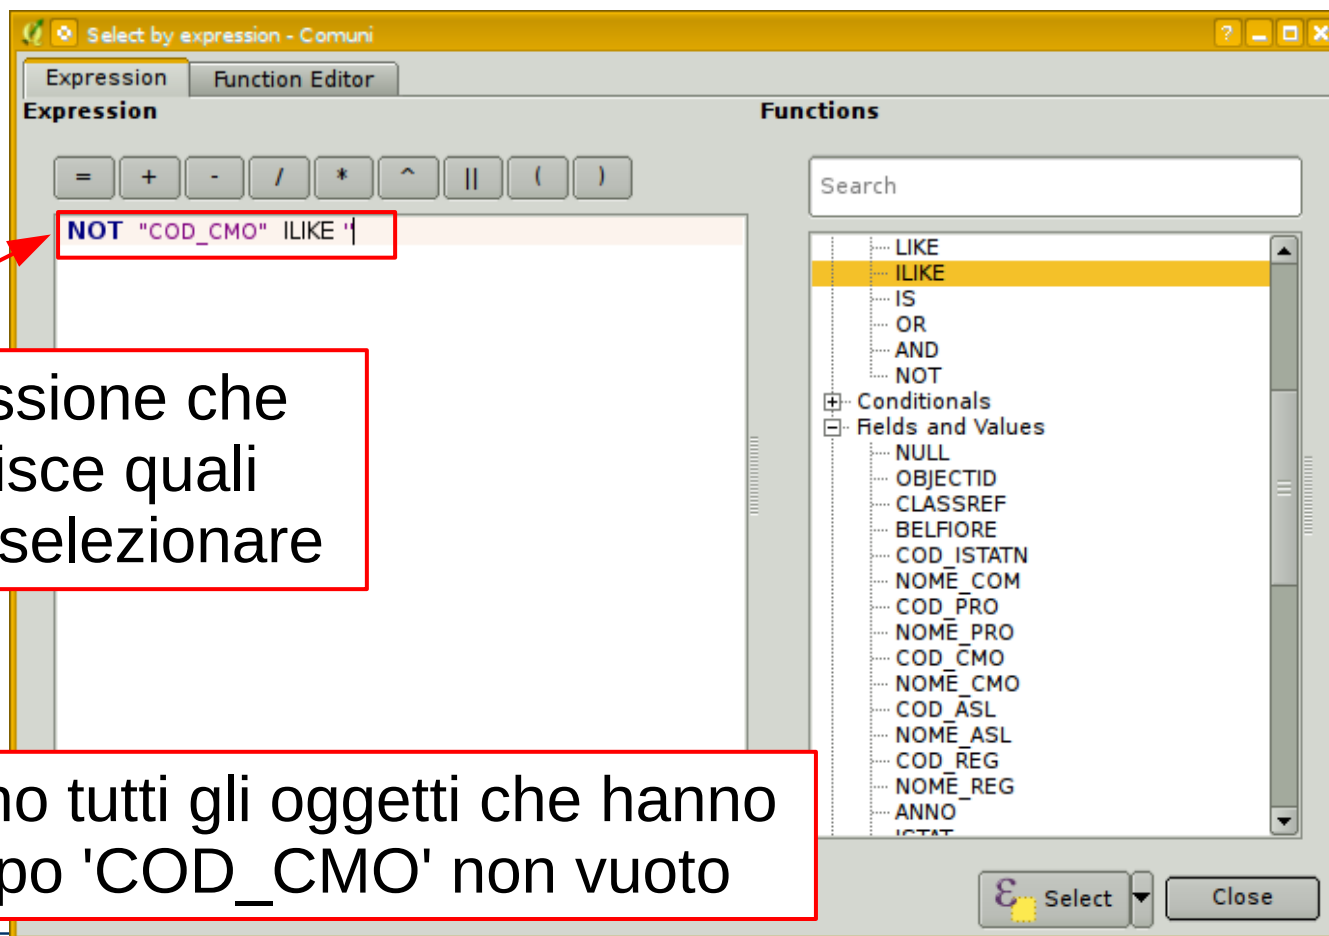 Select by expression - Comuni
?
Expression
Function Editor
Expression
Functions
= + - / * ^ || ( )
Search
NOT "COD_CMO" ILIKE ''
LIKE
ILIKE
IS
OR
AND
NOT
Conditionals
Fields and Values
NULL
OBJECTID
CLASSREF
BELFIORE
COD_ISTATN
NOME_COM
COD_PRO
NOME_PRO
COD_CMO
NOME_CMO
COD_ASL
NOME_ASL
COD_REG
NOME_REG
ANNO
ISTAT
ssione che
isce quali
selezionare
no tutti gli oggetti che hanno
po 'COD_CMO' non vuoto
Select
Close